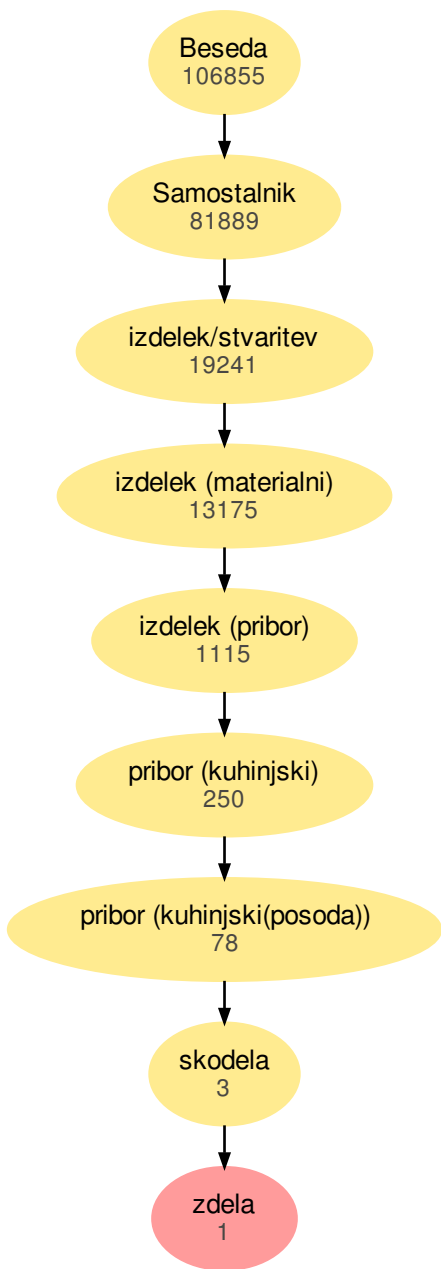 Beseda
106855
Samostalnik
81889
izdelek/stvaritev
19241
izdelek (materialni)
13175
izdelek (pribor)
1115
pribor (kuhinjski)
250
pribor (kuhinjski(posoda))
78
skodela
3
zdela
1